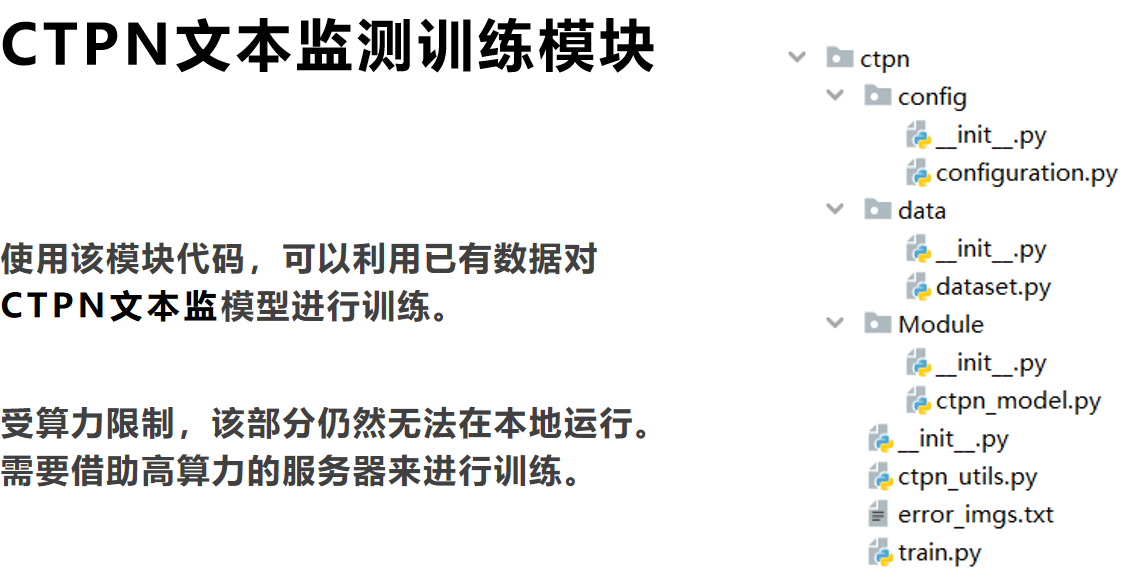 CTPN文本监测训练模块
使用该模块代码，可以利用已有数据对
CTPN文本监模型进行训练。
受算力限制，该部分仍然无法在本地运行。
需要借助高算力的服务器来进行训练。
ctpn
config
__init__.py
configuration.py
data
__init__.py
dataset.py
Module
__init__.py
ctpn_model.py
__init__.py
ctpn_utils.py
error_imgs.txt
train.py